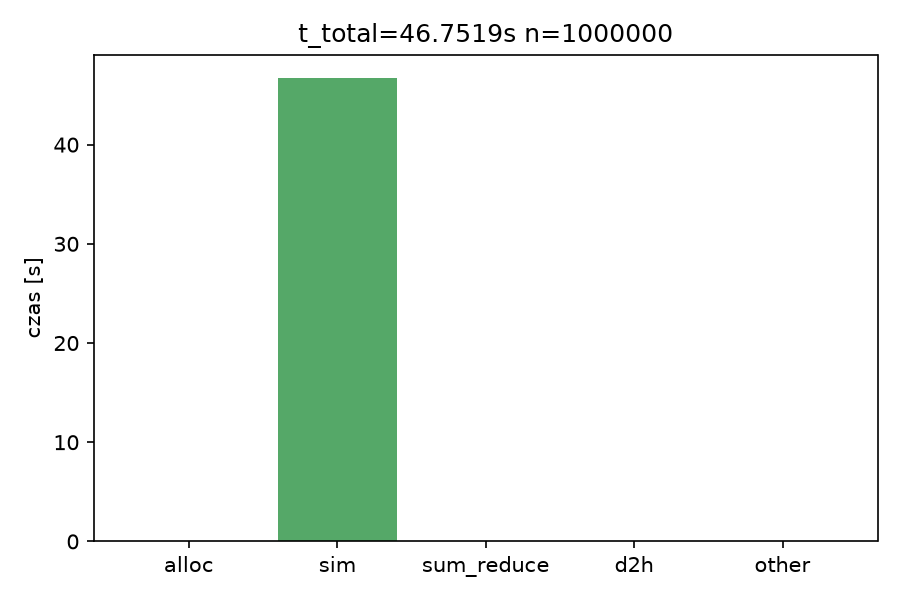 t_total=46.7519s n=1000000
czas [s]
40
30
20
10
0
alloc sim sum_reduce d2h other